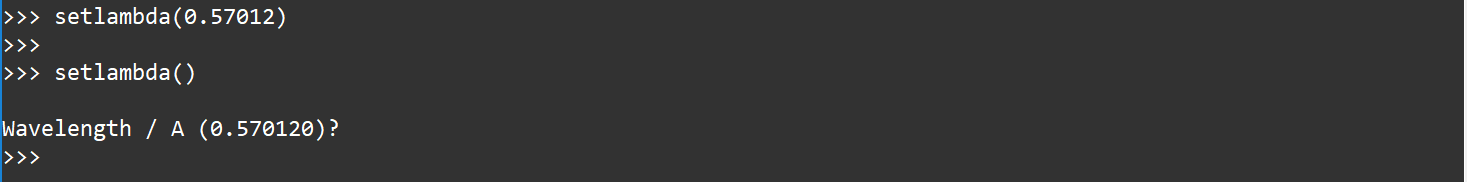 >>> setlambda(0.57012)
>>>
>>> setlambda()
Wavelength / A (0.570120)?
>>>